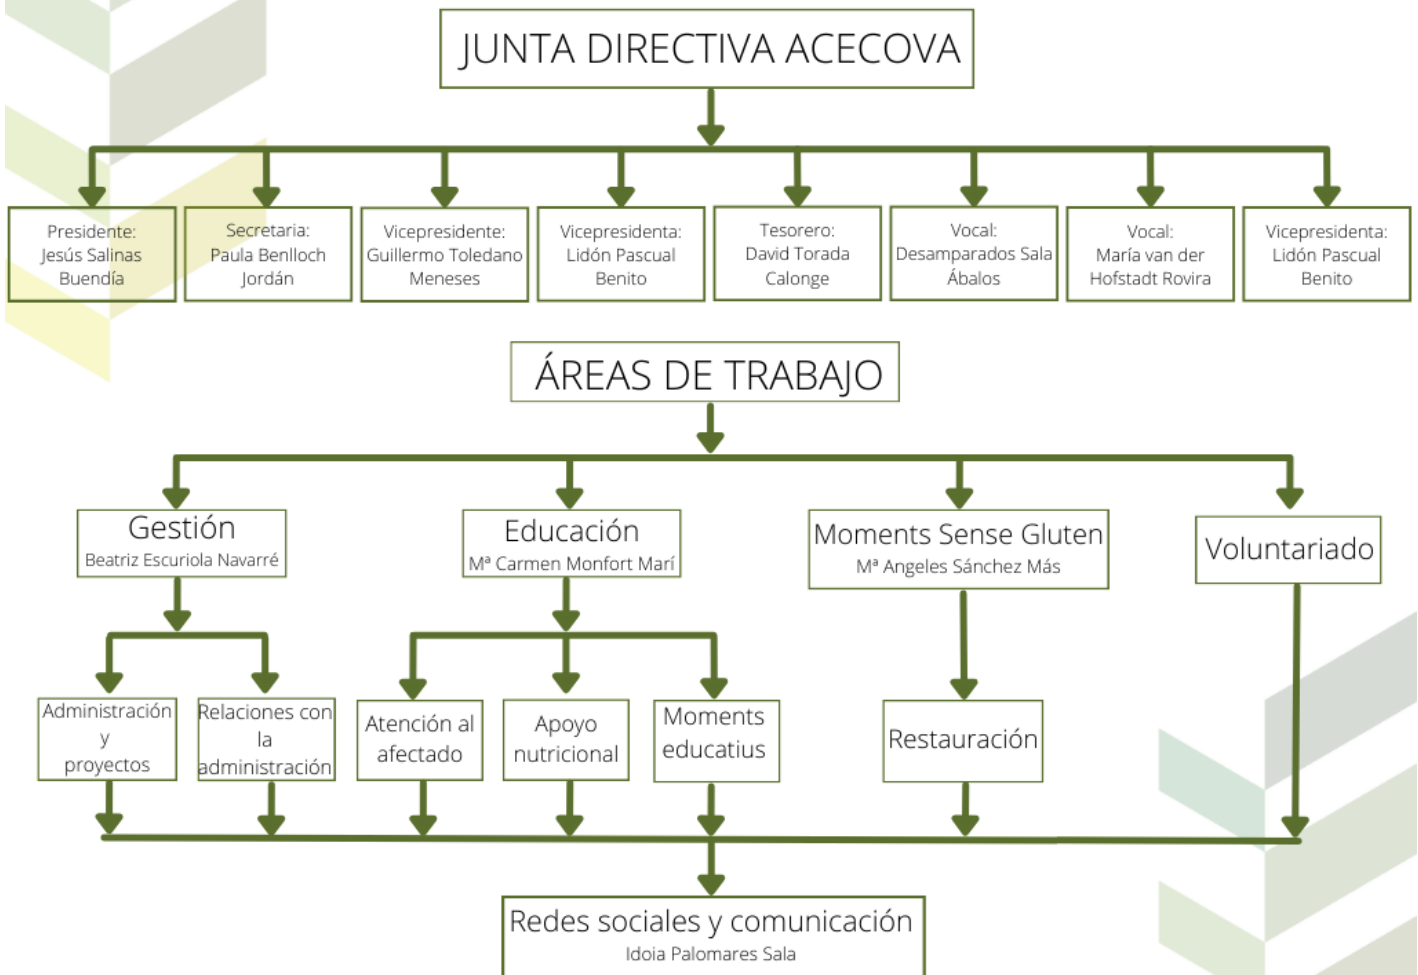 JUNTA DIRECTIVA ACECOVA
Presidente:
Jesús Salinas
Buendía
Secretaria:
Paula Benlloch
Jordán
Vicepresidente:
Guillermo Toledano
Meneses
Vicepresidenta:
Lidón Pascual
Benito
Tesorero:
David Torada
Calonge
Vocal:
Desamparados Sala
Ábalos
Vocal:
María van der
Hofstadt Rovira
Vicepresidenta:
Lidón Pascual
Benito
ÁREAS DE TRABAJO
Gestión
Beatriz Escuriola Navarré
Educación
Mª Carmen Monfort Marí
Moments Sense Gluten
Mª Angeles Sánchez Más
Voluntariado
Administración
y
proyectos
Relaciones con
la
administración
Atención al
afectado
Apoyo
nutricional
Moments
educatius
Restauración
Redes sociales y comunicación
Idoia Palomares Sala